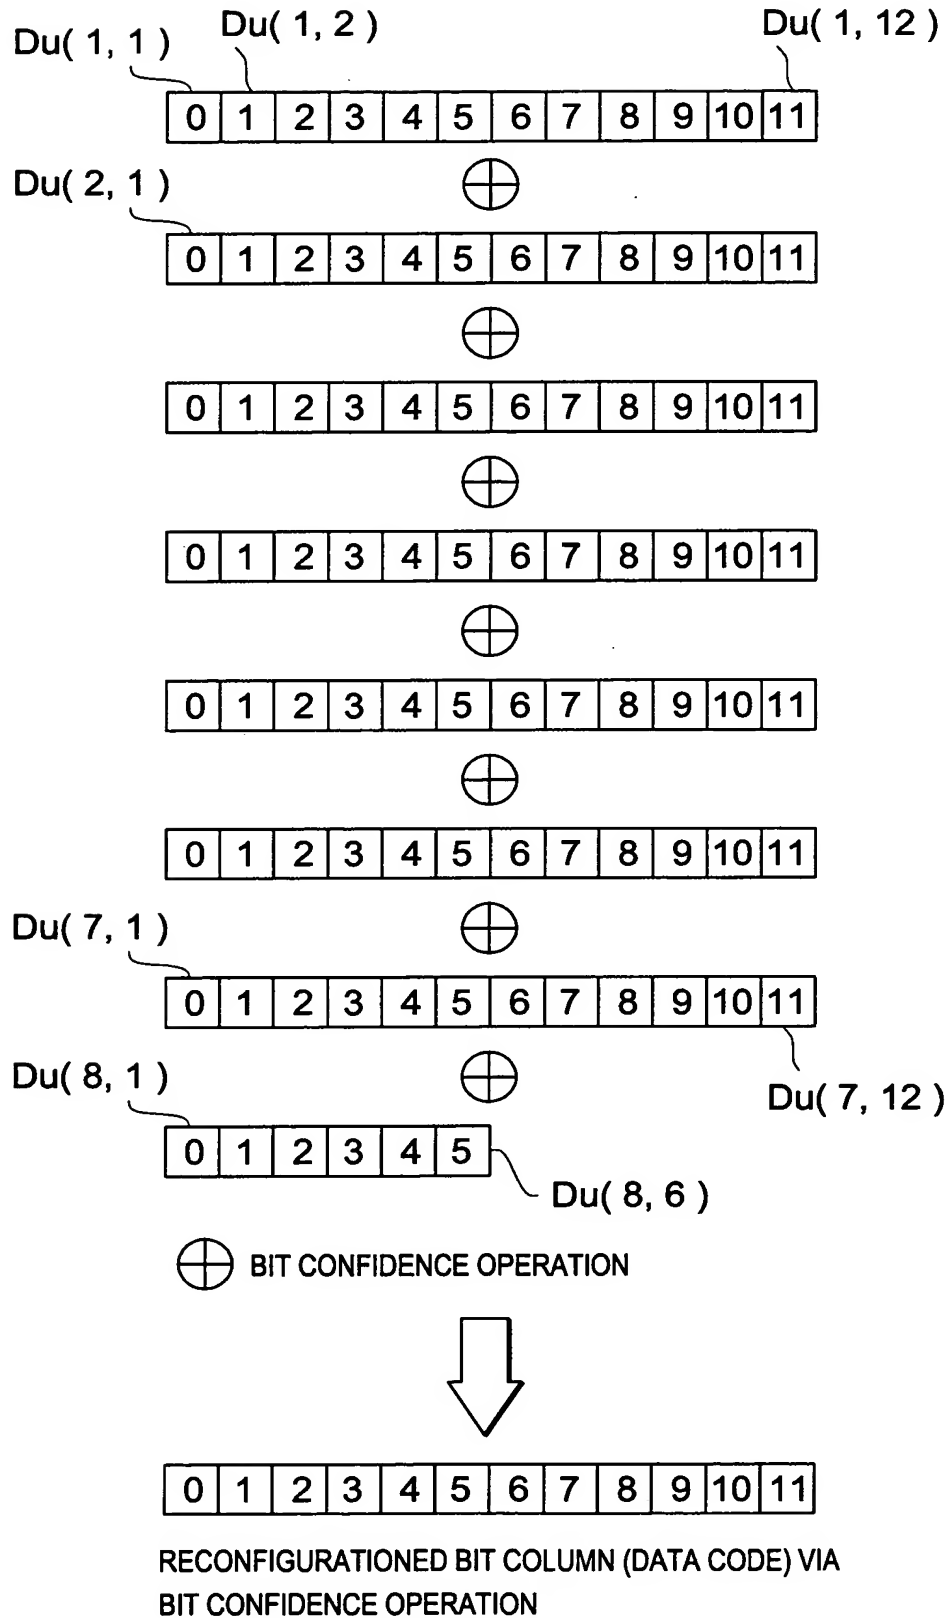 Du( 1, 1 )
Du( 1, 2 )
Du( 1, 12 )
0 1 2 3 4 5 6 7 8 9 10 11
Du( 2, 1 )
0 1 2 3 4 5 6 7 8 9 10 11
0 1 2 3 4 5 6 7 8 9 10 11
0 1 2 3 4 5 6 7 8 9 10 11
0 1 2 3 4 5 6 7 8 9 10 11
0 1 2 3 4 5 6 7 8 9 10 11
Du( 7, 1 )
0 1 2 3 4 5 6 7 8 9 10 11
Du( 8, 1 )
Du( 7, 12 )
0 1 2 3 4 5
Du( 8, 6 )
BIT CONFIDENCE OPERATION
0 1 2 3 4 5 6 7 8 9 10 11
RECONFIGURATIONED BIT COLUMN (DATA CODE) VIA
BIT CONFIDENCE OPERATION